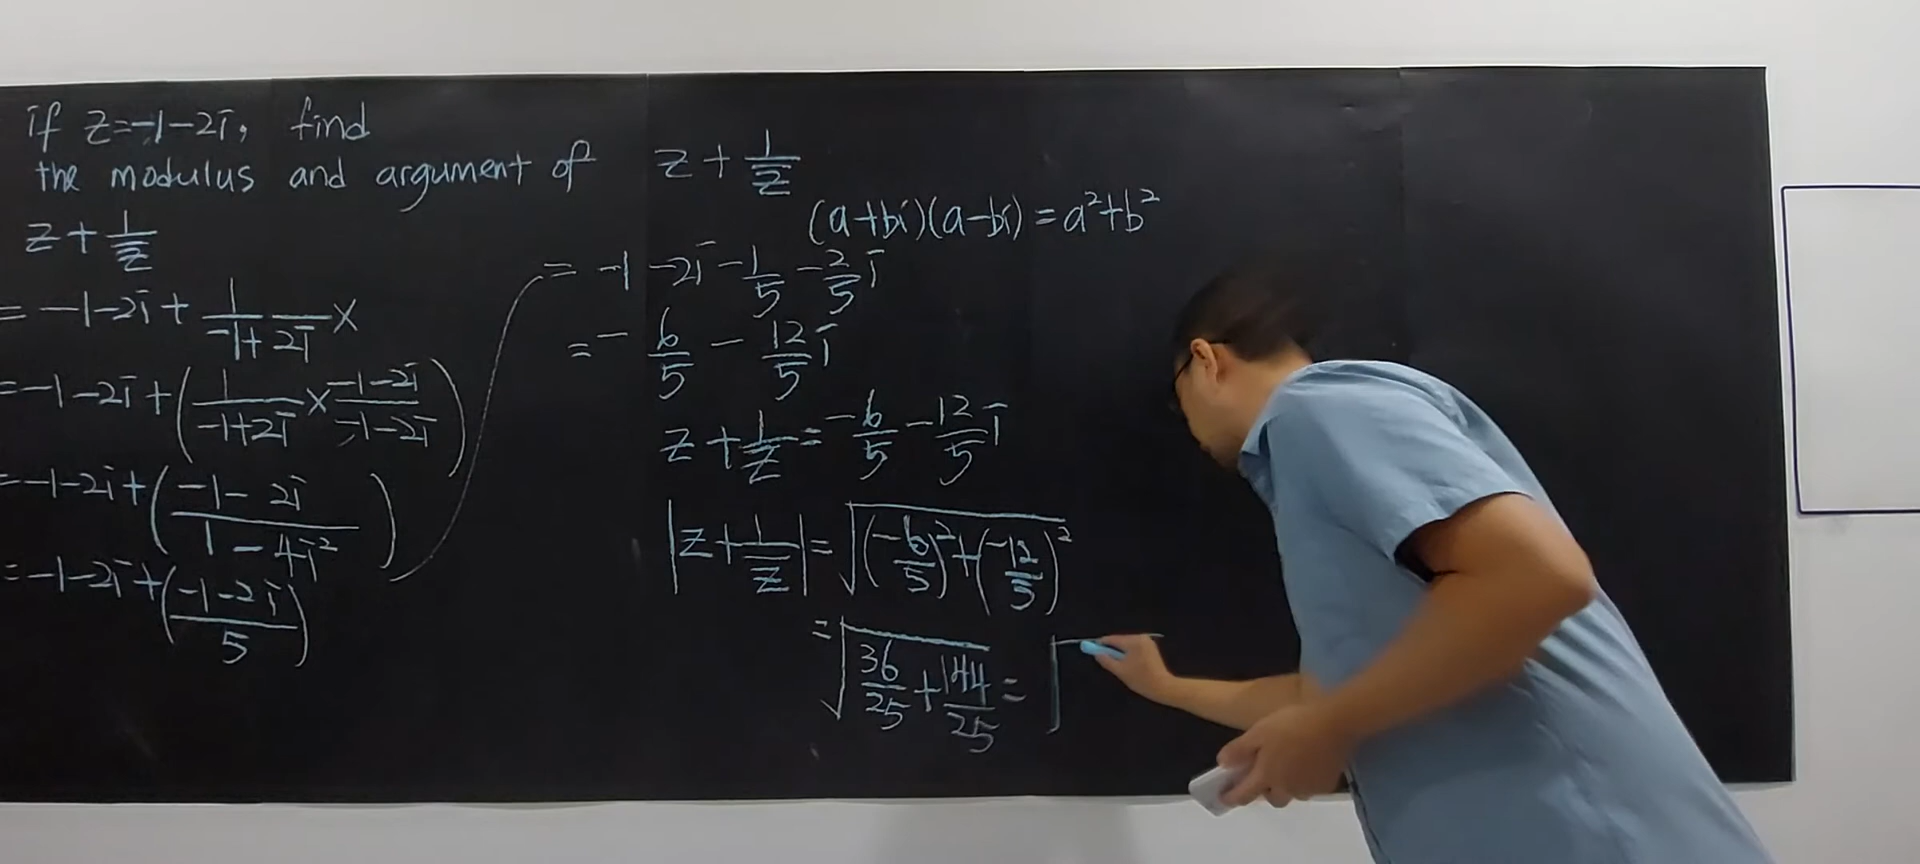 if z=-1-2i, find
the modulus and argument of
z + 1/z̄
= -1-2i + 1/(-1+2i) ×
= -1-2i + (1/(-1+2i) × (-1-2i)/(-1-2i))
= -1-2i + ((-1-2i)/(1-4i²))
= -1-2i + ((-1-2i)/5)
z + 1/z̄
(a+bi)(a-bi) = a²+b²
= -1 -2i - 1/5 - 2/5 i
= - 6/5 - 12/5 i
z + 1/z̄ = -6/5 - 12/5 i
|z + 1/z̄| = √((-6/5)² + (-12/5)²)
= √(36/25 + 144/25) = √